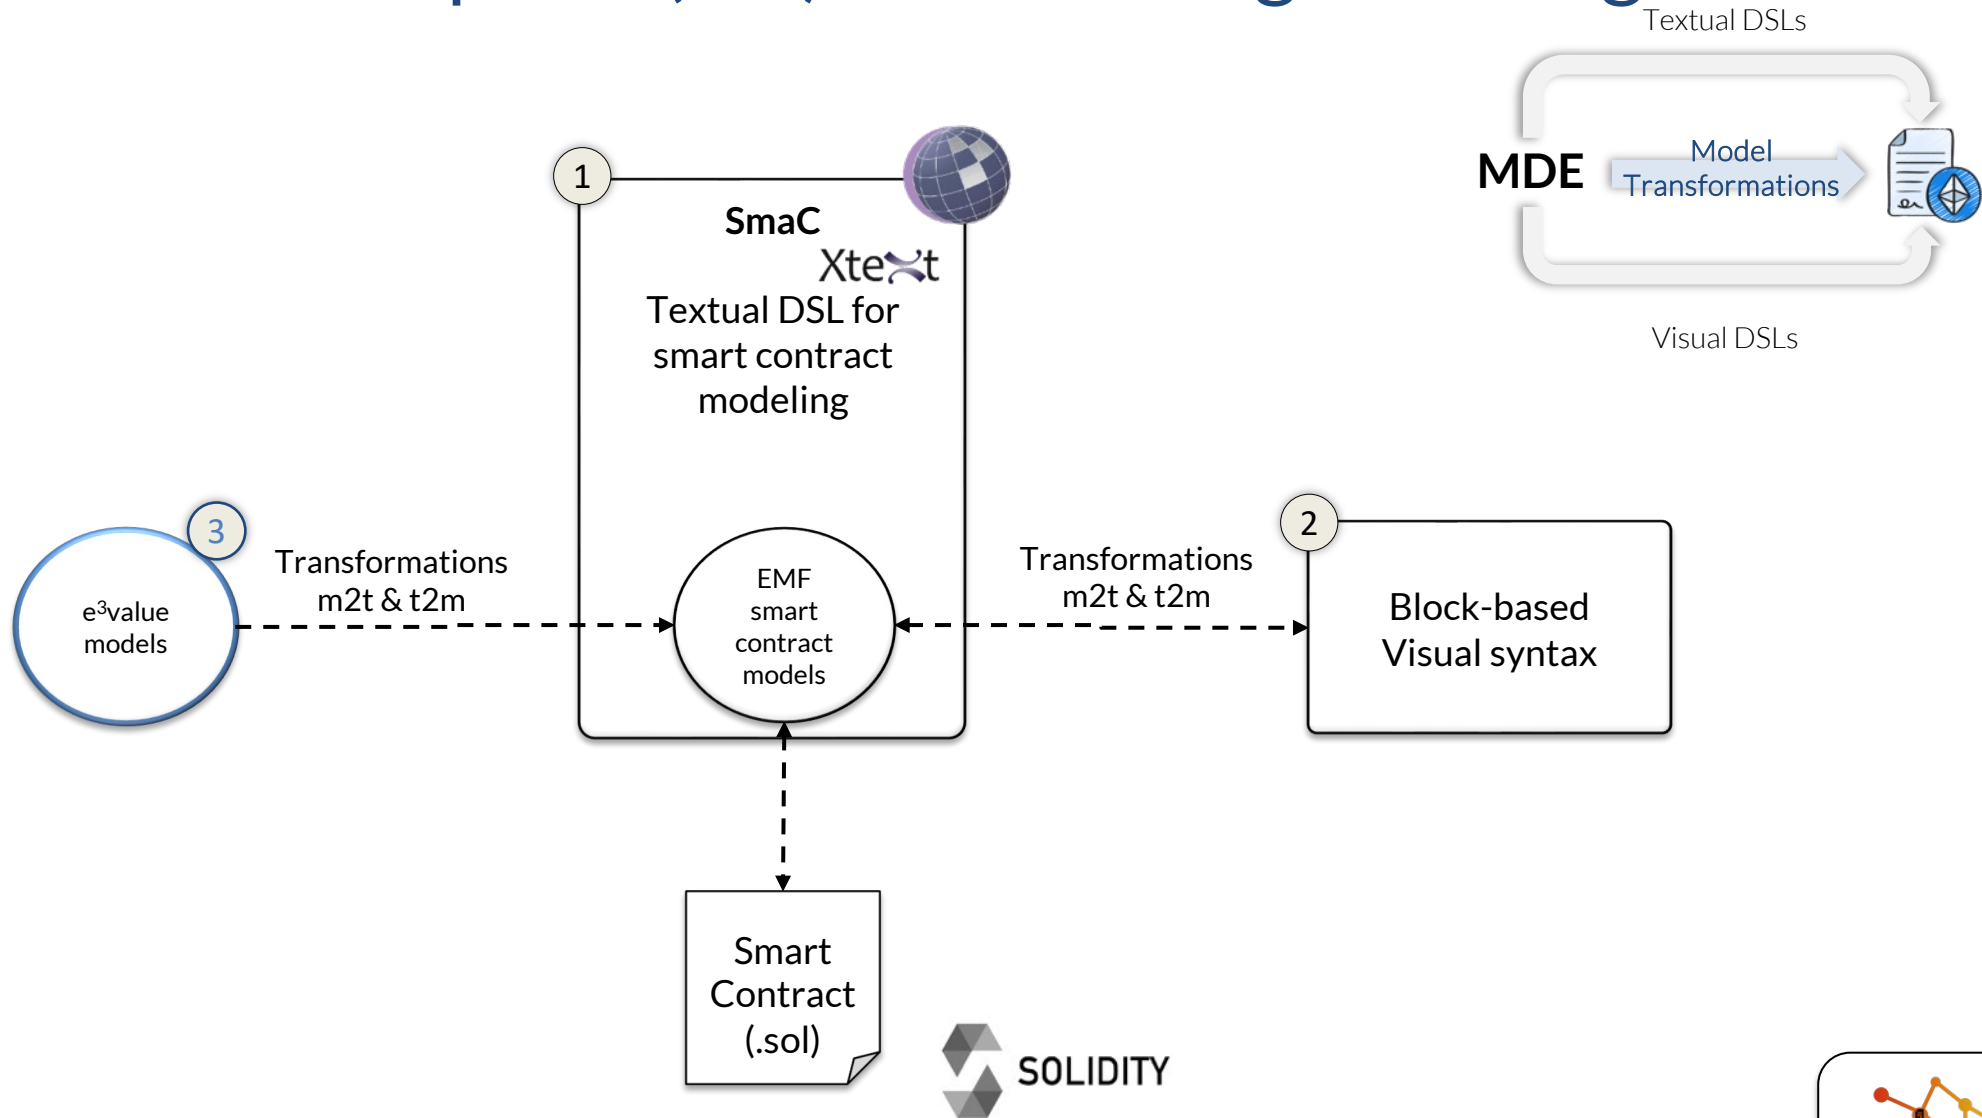 Textual DSLs
MDE
Model
Transformations
Visual DSLs
1
SmaC
Xtext
Textual DSL for
smart contract
modeling
3
e³value
models
Transformations
m2t & t2m
EMF
smart
contract
models
Transformations
m2t & t2m
2
Block-based
Visual syntax
Smart
Contract
(.sol)
SOLIDITY